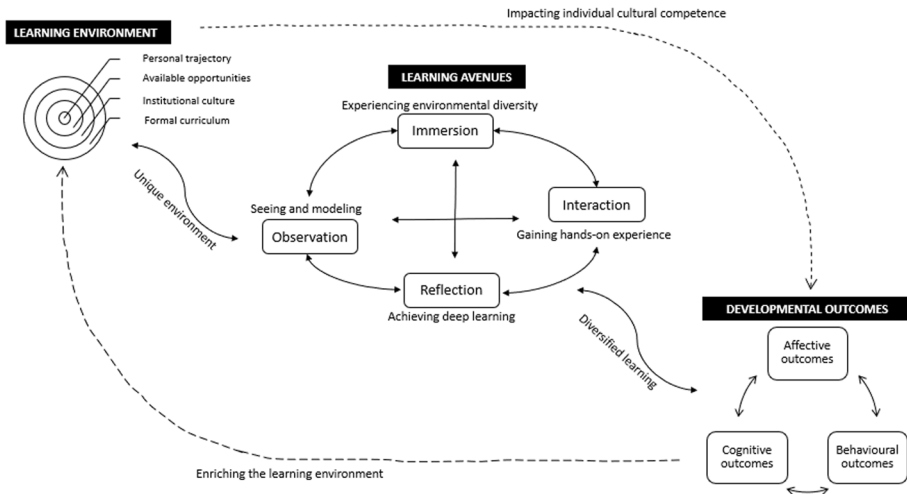 Impacting individual cultural competence
LEARNING ENVIRONMENT
Personal trajectory
Available opportunities
Institutional culture
Formal curriculum
LEARNING AVENUES
Experiencing environmental diversity
Immersion
Unique environment
Seeing and modeling
Observation
Interaction
Gaining hands-on experience
Reflection
Achieving deep learning
Diversified learning
DEVELOPMENTAL OUTCOMES
Affective
outcomes
Cognitive
outcomes
Behavioural
outcomes
Enriching the learning environment